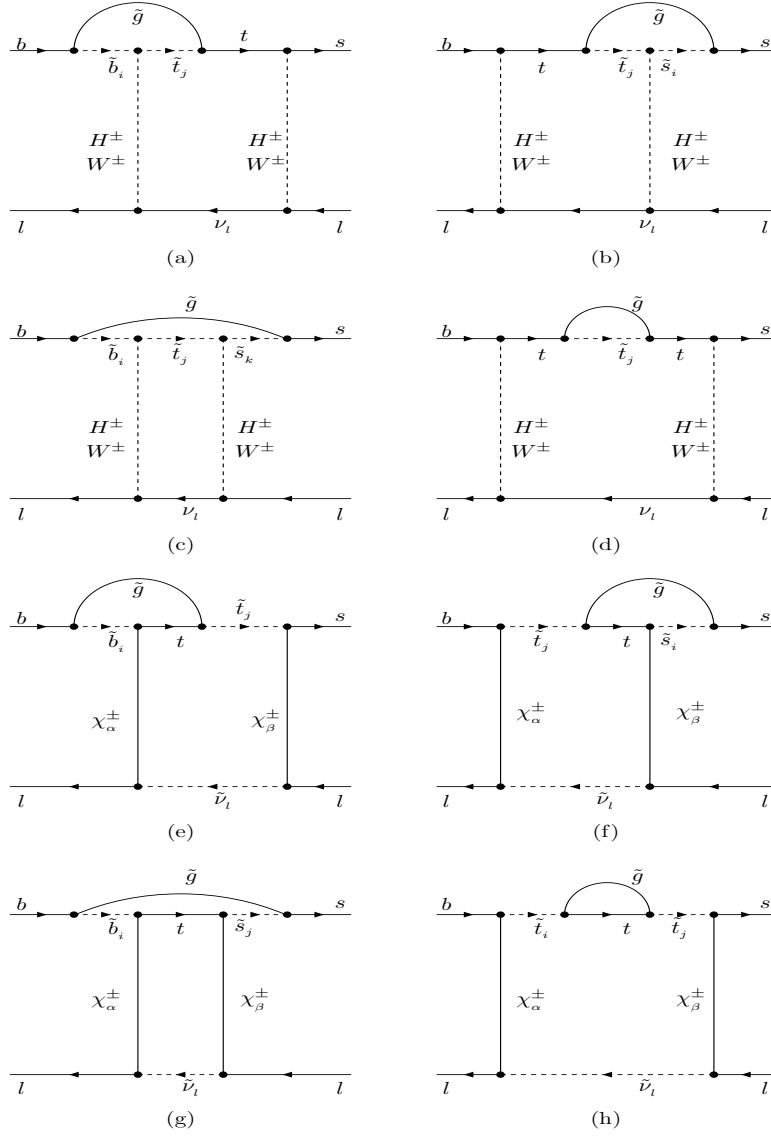 g̃ g̃
b b̃ᵢ t̃ⱼ t s b t t̃ⱼ s̃ᵢ s
H± H± H± H±
W± W± W± W±
l νₗ l l νₗ l
(a) (b)
g̃ g̃
b b̃ᵢ t̃ⱼ s̃ₖ s b t t̃ⱼ t s
H± H± H± H±
W± W± W± W±
l νₗ l l νₗ l
(c) (d)
g̃ g̃
b b̃ᵢ t t̃ⱼ s b t̃ⱼ t s̃ᵢ s
χ±α χ±β χ±α χ±β
l ν̃ₗ l l ν̃ₗ l
(e) (f)
g̃ g̃
b b̃ᵢ t s̃ⱼ s b t̃ᵢ t t̃ⱼ s
χ±α χ±β χ±α χ±β
l ν̃ₗ l l ν̃ₗ l
(g) (h)